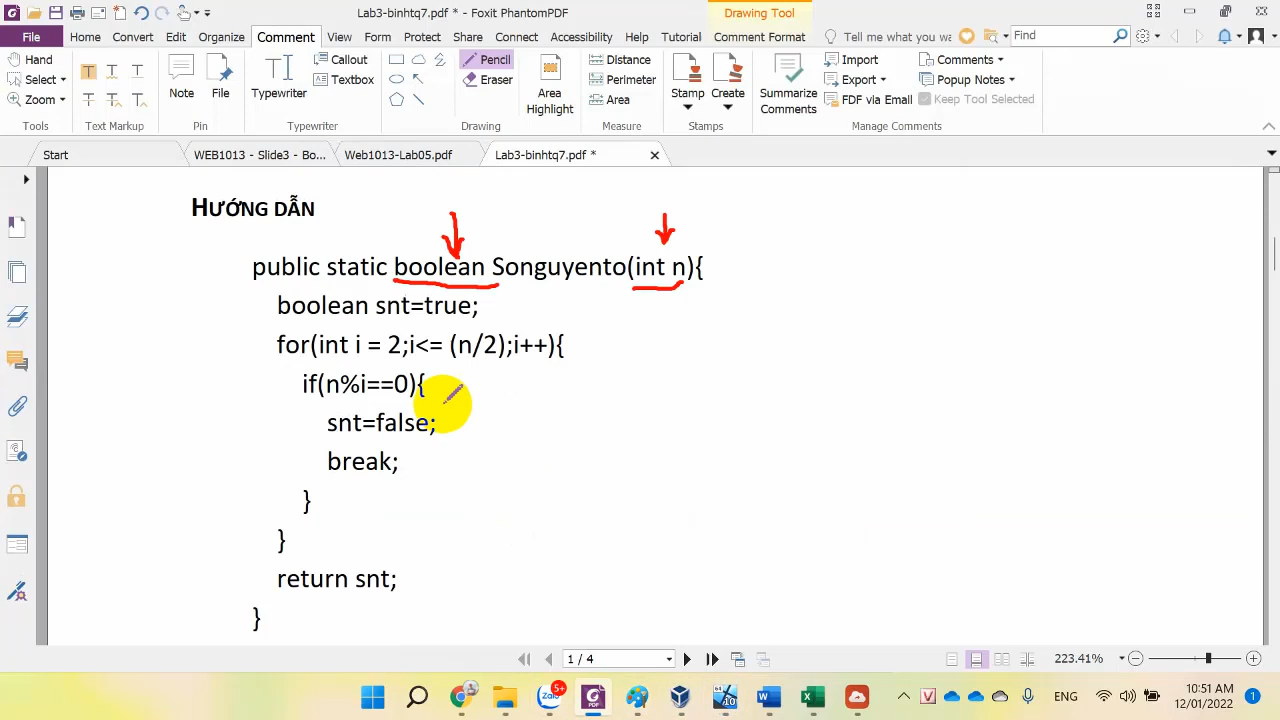 Lab3-binhtq7.pdf * - Foxit PhantomPDF
Drawing Tool
File Home Convert Edit Organize Comment View Form Protect Share Connect Accessibility Help Tutorial Comment Format Tell me what you wa Find
Hand
Select
Zoom
Tools
T T T
T T T
Text Markup
Note
File
Pin
Typewriter
Callout
Textbox
Typewriter
Pencil
Eraser
Drawing
Area Highlight
Distance
Perimeter
Area
Measure
Stamp
Create
Stamps
Summarize Comments
Import
Export
FDF via Email
Comments
Popup Notes
Keep Tool Selected
Manage Comments
Start
WEB1013 - Slide3 - Bo...
Web1013-Lab05.pdf
Lab3-binhtq7.pdf *
HƯỚNG DẪN
public static boolean Songuyento(int n){
boolean snt=true;
for(int i = 2;i<= (n/2);i++){
if(n%i==0){
snt=false;
break;
}
}
return snt;
}
1 / 4
223.41%
5+
ENG
10:51 AM
12/01/2022